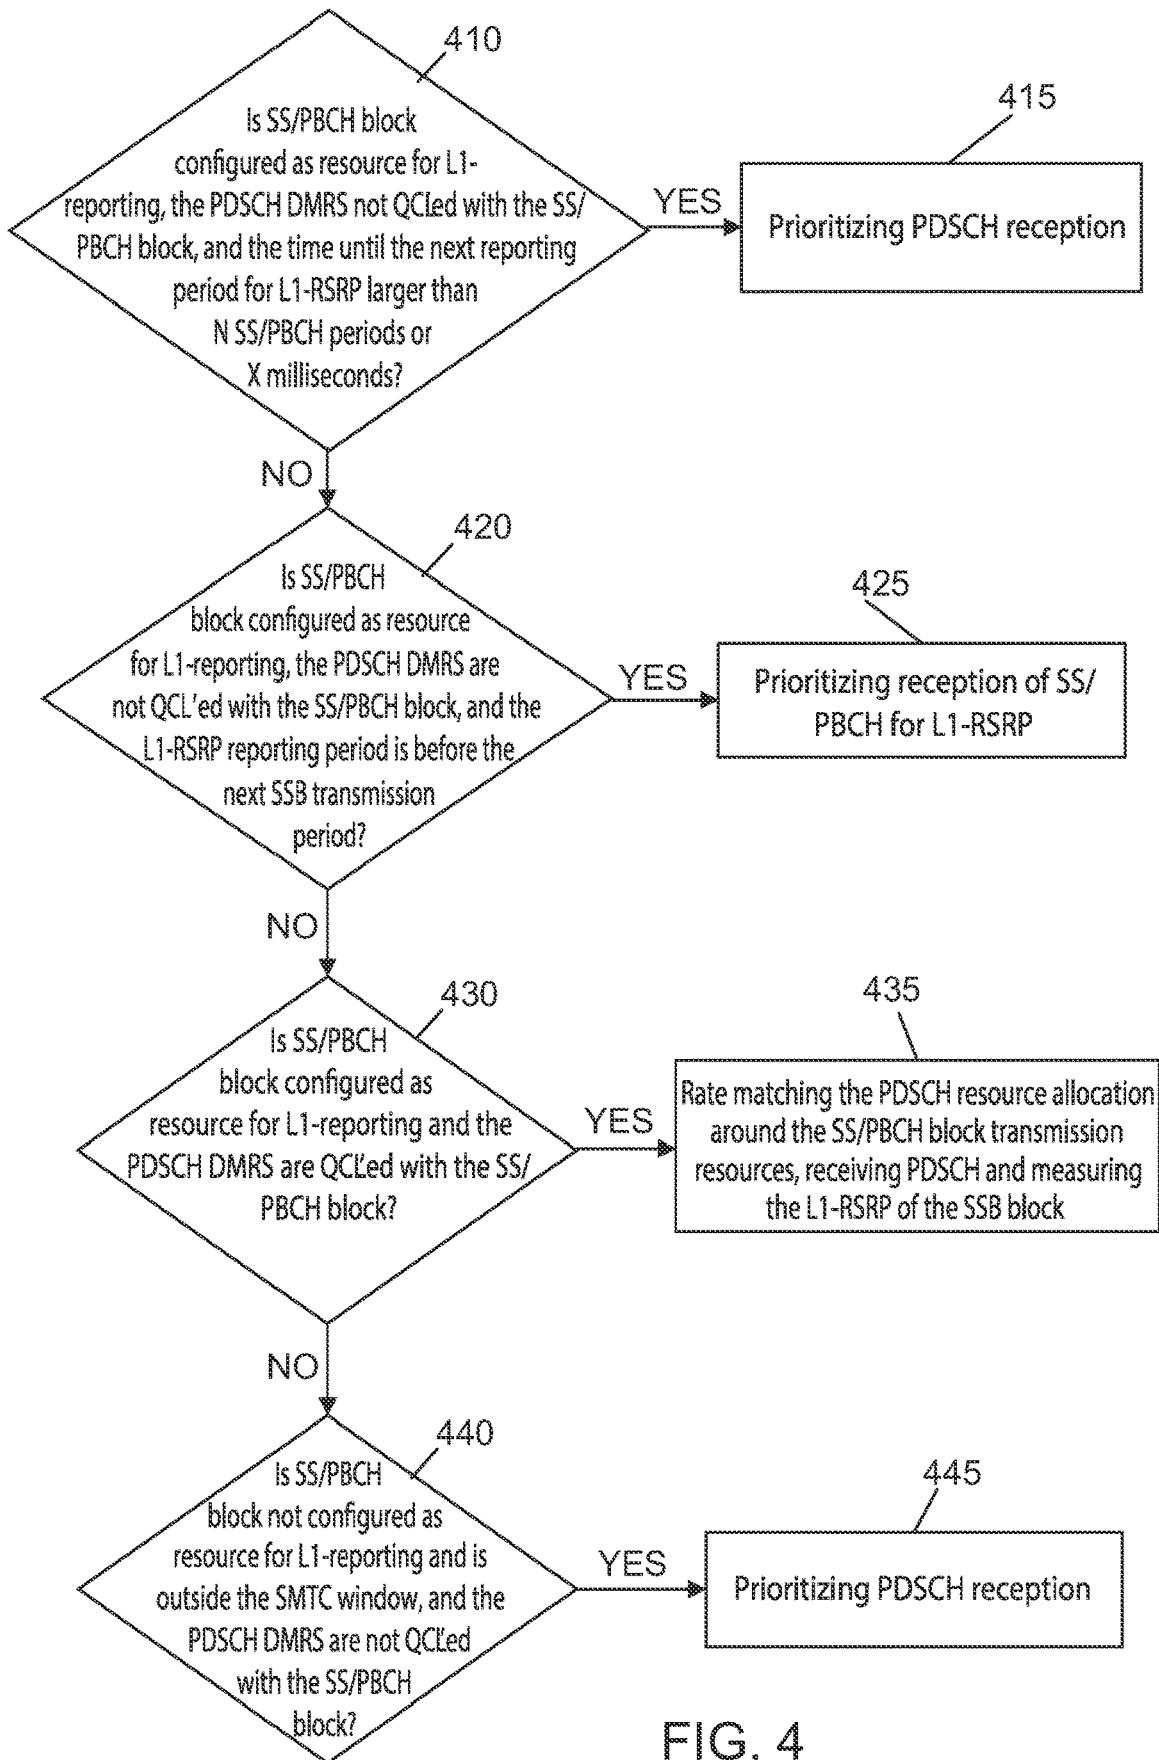 410
Is SS/PBCH block
configured as resource for L1-
reporting, the PDSCH DMRS not QCL'ed with the SS/
PBCH block, and the time until the next reporting
period for L1-RSRP larger than
N SS/PBCH periods or
X milliseconds?
YES
415
Prioritizing PDSCH reception
NO
420
Is SS/PBCH
block configured as resource
for L1-reporting, the PDSCH DMRS are
not QCL'ed with the SS/PBCH block, and the
L1-RSRP reporting period is before the
next SSB transmission
period?
YES
425
Prioritizing reception of SS/
PBCH for L1-RSRP
NO
430
Is SS/PBCH
block configured as
resource for L1-reporting and the
PDSCH DMRS are QCL'ed with the SS/
PBCH block?
YES
435
Rate matching the PDSCH resource allocation
around the SS/PBCH block transmission
resources, receiving PDSCH and measuring
the L1-RSRP of the SSB block
NO
440
Is SS/PBCH
block not configured as
resource for L1-reporting and is
outside the SMTC window, and the
PDSCH DMRS are not QCL'ed
with the SS/PBCH
block?
YES
445
Prioritizing PDSCH reception
FIG. 4